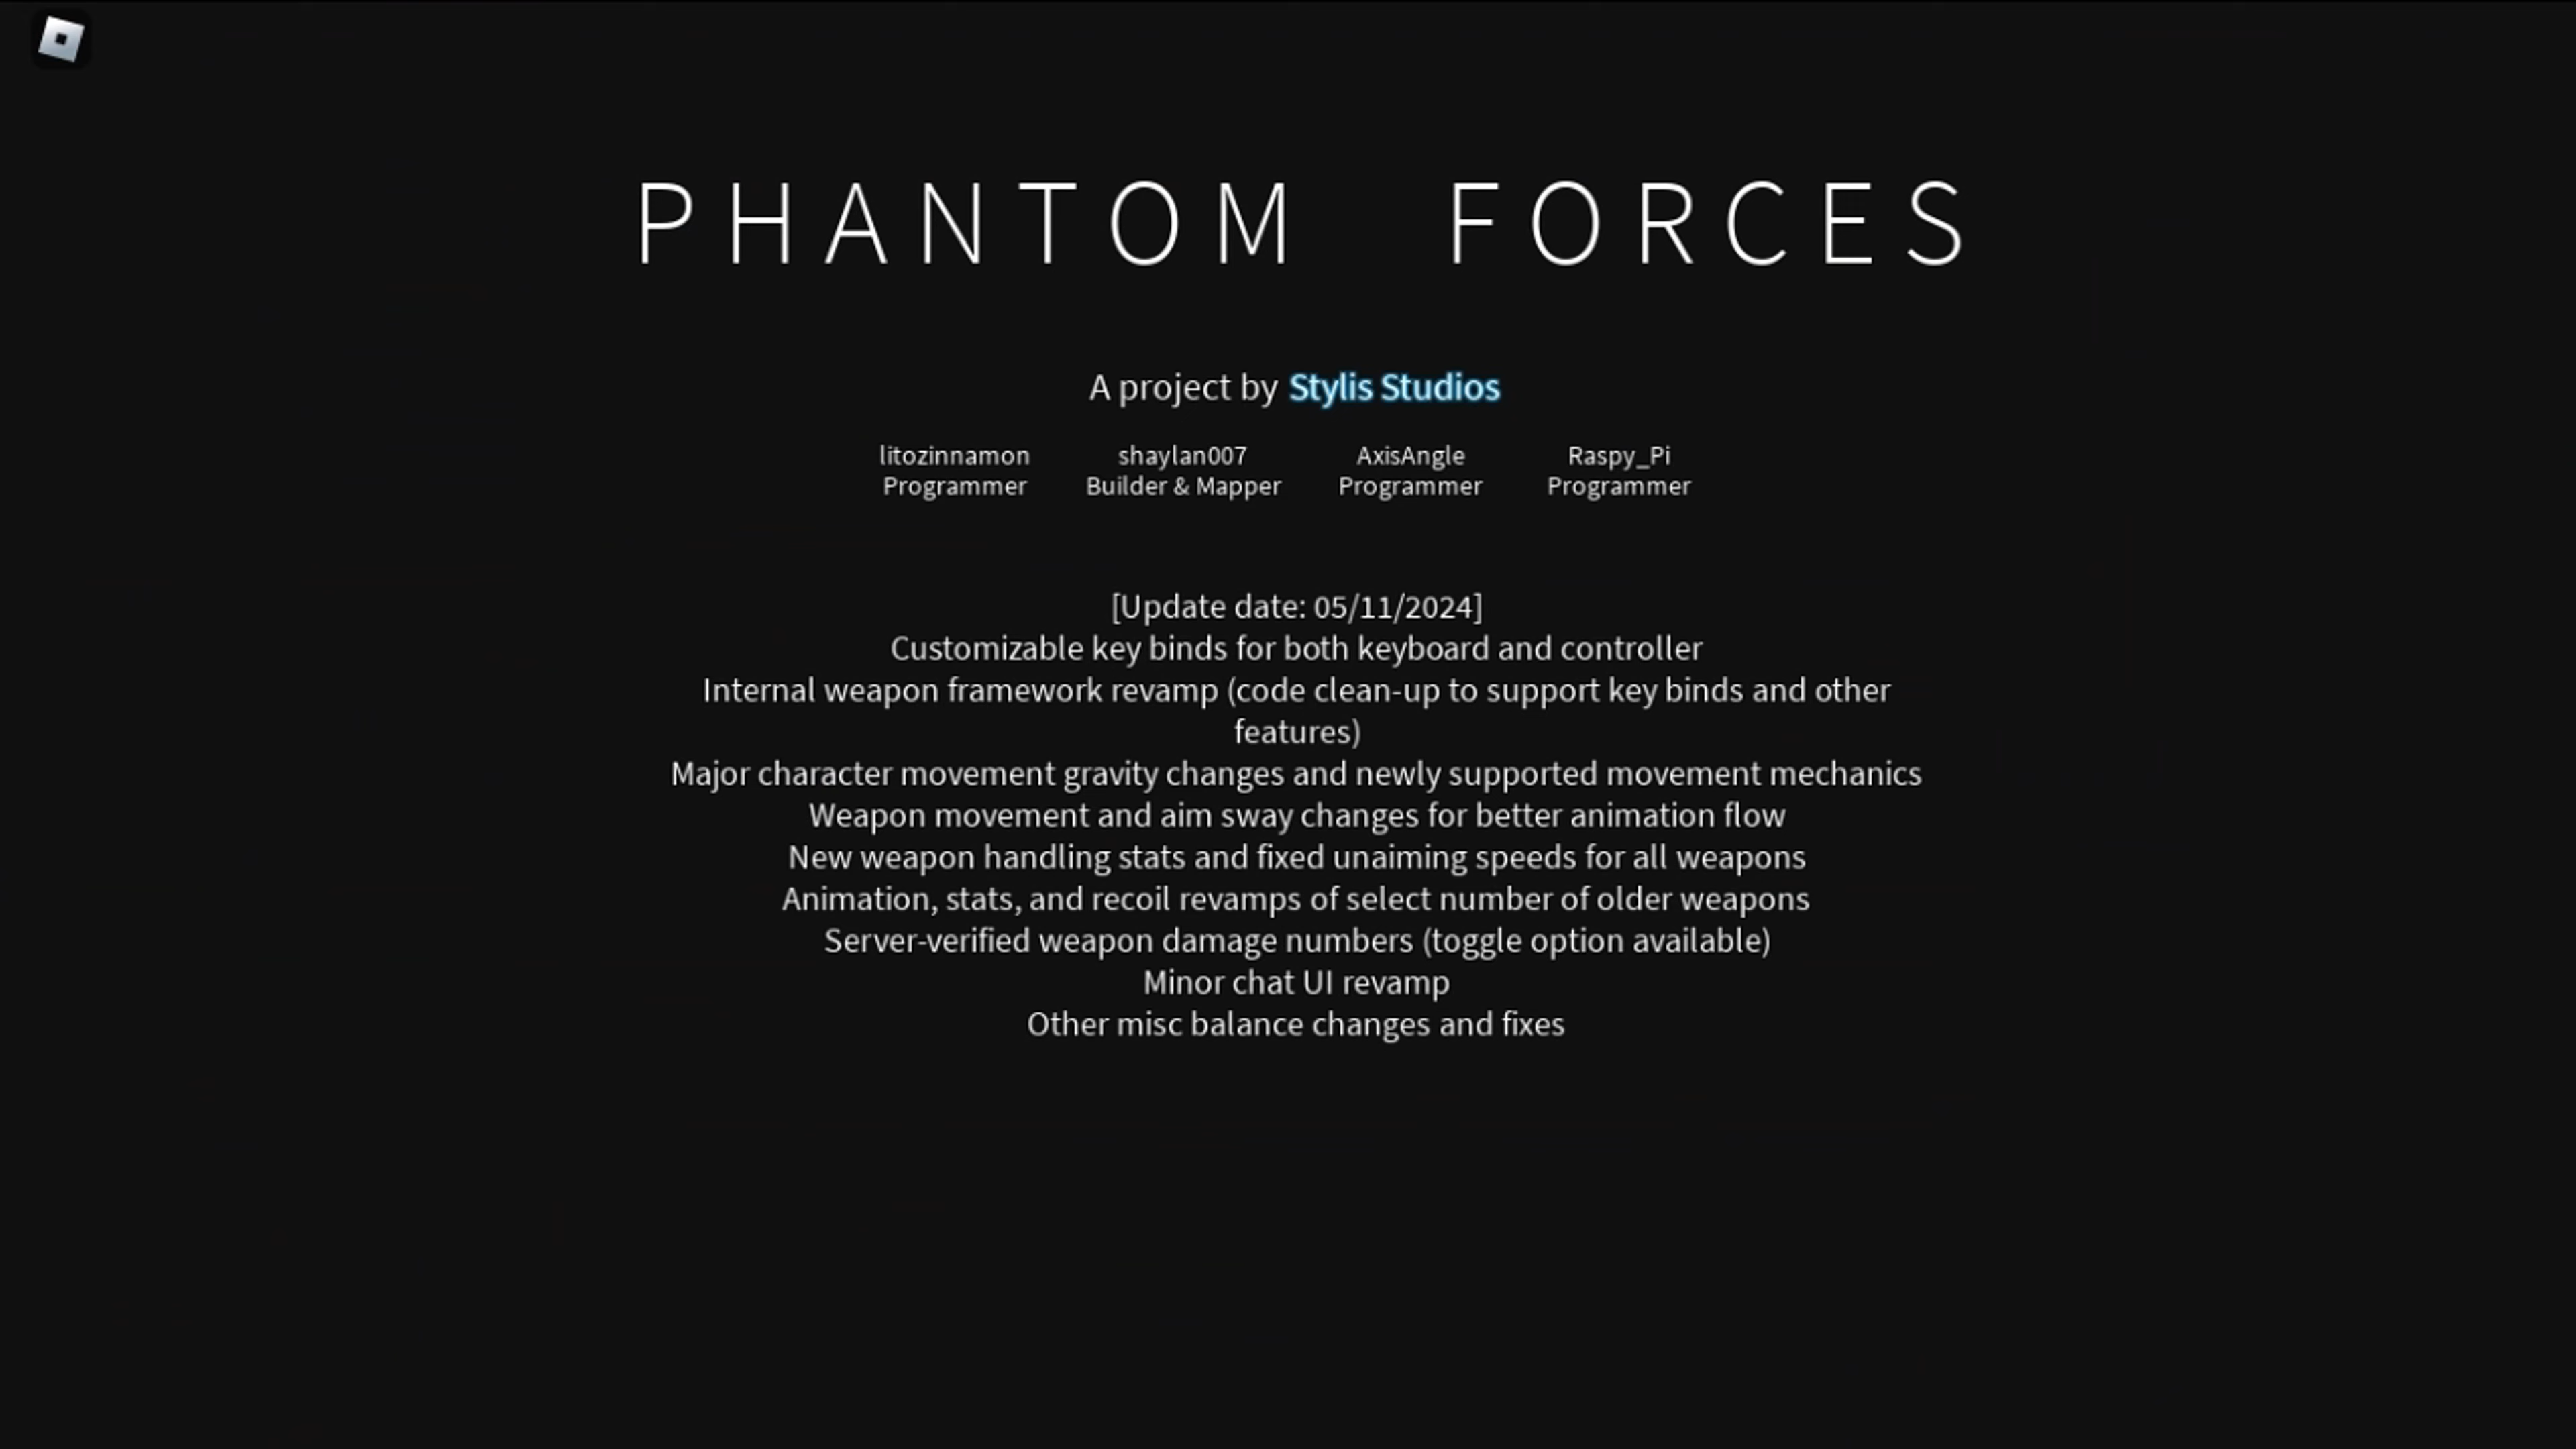 PHANTOM FORCES
A project by Stylis Studios
litozinnamon shaylan007 AxisAngle Raspy_Pi
Programmer Builder & Mapper Programmer Programmer
[Update date: 05/11/2024]
Customizable key binds for both keyboard and controller
Internal weapon framework revamp (code clean-up to support key binds and other
features)
Major character movement gravity changes and newly supported movement mechanics
Weapon movement and aim sway changes for better animation flow
New weapon handling stats and fixed unaiming speeds for all weapons
Animation, stats, and recoil revamps of select number of older weapons
Server-verified weapon damage numbers (toggle option available)
Minor chat UI revamp
Other misc balance changes and fixes